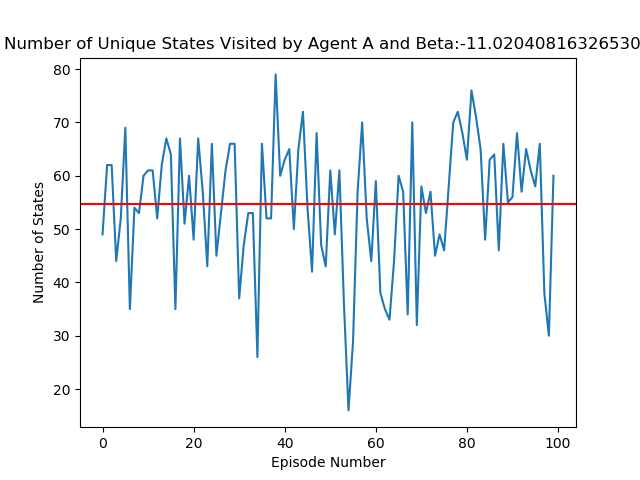 Number of Unique States Visited by Agent A and Beta:-11.02040816326530
80
70
60
50
40
30
20
Number of States
0 20 40 60 80 100
Episode Number